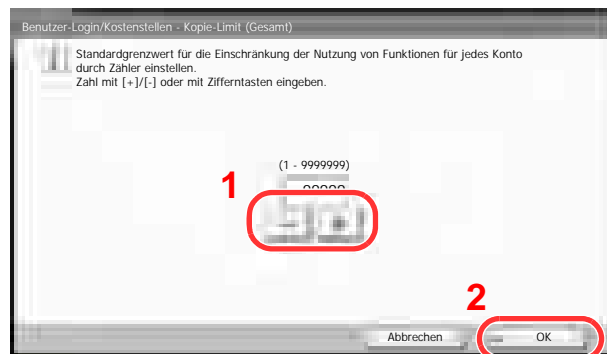 Benutzer-Login/Kostenstellen - Kopie-Limit (Gesamt)
Standardgrenzwert für die Einschränkung der Nutzung von Funktionen für jedes Konto
durch Zähler einstellen.
Zahl mit [+]/[-] oder mit Zifferntasten eingeben.
(1 - 9999999)
1
2
Abbrechen
OK